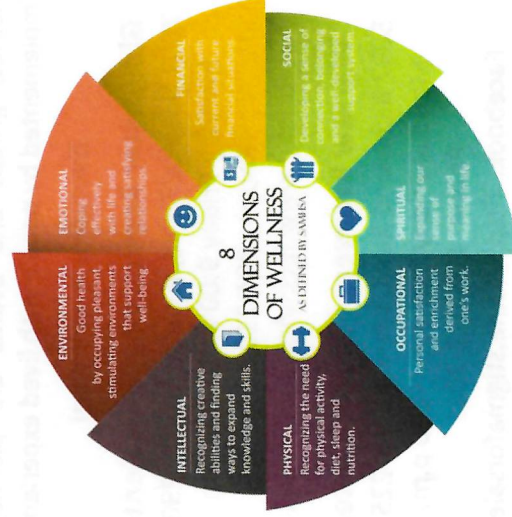 8
DIMENSIONS
OF WELLNESS
AS DEFINED BY SAMHSA
INTELLECTUAL
Recognizing creative
abilities and finding
ways to expand
knowledge and skills.
ENVIRONMENTAL
Good health
by occupying pleasant,
stimulating environments
that support
well-being.
EMOTIONAL
Coping
effectively
with life and
creating satisfying
relationships.
FINANCIAL
Satisfaction with
current and future
financial situations.
SOCIAL
Developing a sense of
connection, belonging
and a well-developed
support system.
SPIRITUAL
Expanding our
sense of
purpose and
meaning in life.
OCCUPATIONAL
Personal satisfaction
and enrichment
derived from
one's work.
PHYSICAL
Recognizing the need
for physical activity,
diet, sleep and
nutrition.